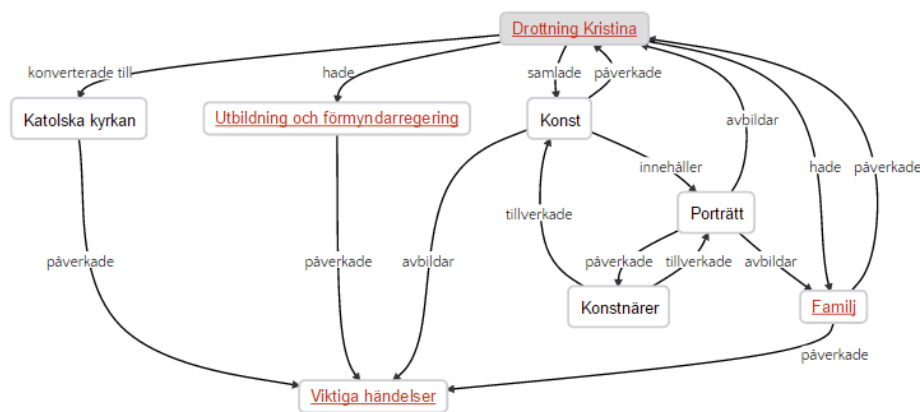 Drottning Kristina
konverterade till
hade
samlade
påverkade
Katolska kyrkan
Utbildning och förmyndarregering
Konst
avbildar
innehåller
hade
påverkade
tillverkade
Porträtt
påverkade
påverkade
avbildar
påverkade
tillverkade
avbildar
Konstnärer
Familj
påverkade
Viktiga händelser